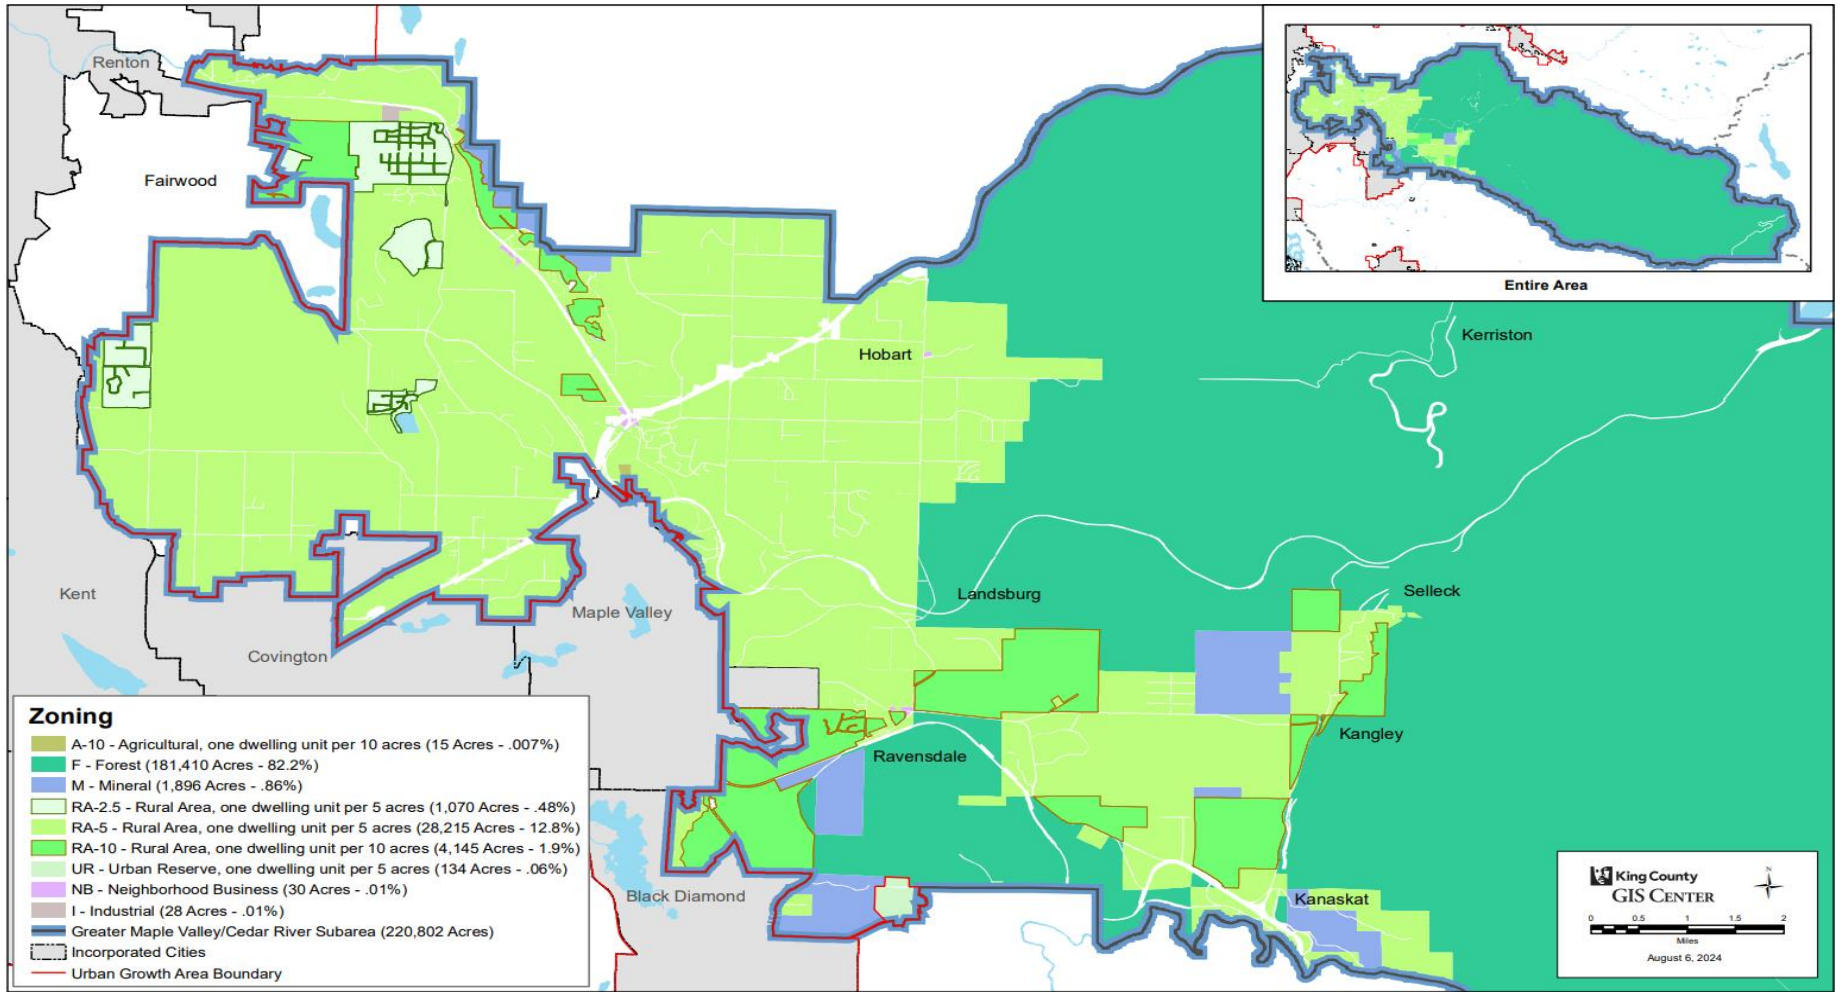 Renton
Fairwood
Entire Area
Kerriston
Hobart
Kent
Landsburg
Selleck
Maple Valley
Covington
Kangley
Ravensdale
Black Diamond
Kanaskat
Zoning
A-10 - Agricultural, one dwelling unit per 10 acres (15 Acres - .007%)
F - Forest (181,410 Acres - 82.2%)
M - Mineral (1,896 Acres - .86%)
RA-2.5 - Rural Area, one dwelling unit per 5 acres (1,070 Acres - .48%)
RA-5 - Rural Area, one dwelling unit per 5 acres (28,215 Acres - 12.8%)
RA-10 - Rural Area, one dwelling unit per 10 acres (4,145 Acres - 1.9%)
UR - Urban Reserve, one dwelling unit per 5 acres (134 Acres - .06%)
NB - Neighborhood Business (30 Acres - .01%)
I - Industrial (28 Acres - .01%)
Greater Maple Valley/Cedar River Subarea (220,802 Acres)
Incorporated Cities
Urban Growth Area Boundary
King County
GIS CENTER
N
0 0.5 1 1.5 2
Miles
August 6, 2024